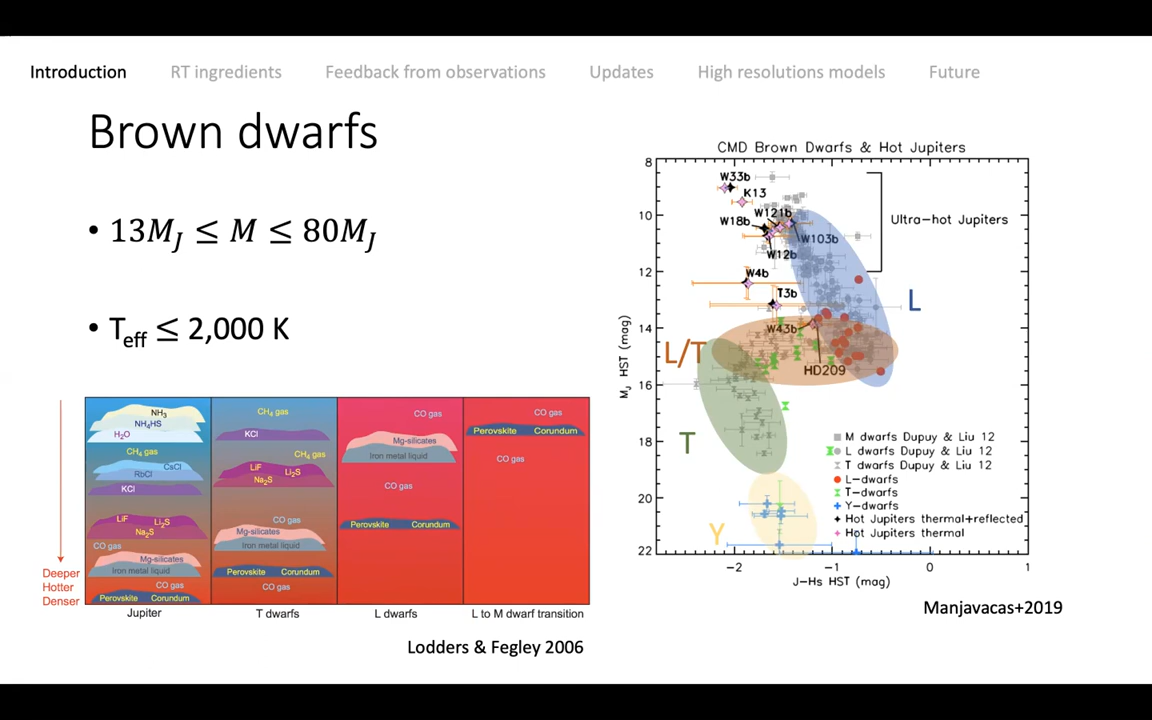 Introduction RT ingredients Feedback from observations Updates High resolutions models Future
Brown dwarfs
• 13M_J ≤ M ≤ 80M_J
• T_eff ≤ 2,000 K
Deeper
Hotter
Denser
NH₃
NH₄HS
H₂O
CH₄ gas
CsCl
RbCl
KCl
LiF
Li₂S
Na₂S
CO gas
Mg-silicates
Iron metal liquid
CO gas
Perovskite Corundum
Jupiter
CH₄ gas
KCl
CH₄ gas
LiF
Li₂S
Na₂S
CO gas
Mg-silicates
Iron metal liquid
Perovskite Corundum
CO gas
T dwarfs
CO gas
Mg-silicates
Iron metal liquid
CO gas
Perovskite Corundum
L dwarfs
CO gas
Perovskite Corundum
CO gas
L to M dwarf transition
Lodders & Fegley 2006
CMD Brown Dwarfs & Hot Jupiters
8
10
12
14
16
18
20
22
M_J HST (mag)
W33b
K13
W121b
W18b
W103b
W12b
W4b
T3b
W43b
HD209
Ultra-hot Jupiters
L
L/T
T
Y
M dwarfs Dupuy & Liu 12
L dwarfs Dupuy & Liu 12
T dwarfs Dupuy & Liu 12
L-dwarfs
T-dwarfs
Y-dwarfs
Hot Jupiters thermal+reflected
Hot Jupiters thermal
-2 -1 0 1
J-Hs HST (mag)
Manjavacas+2019